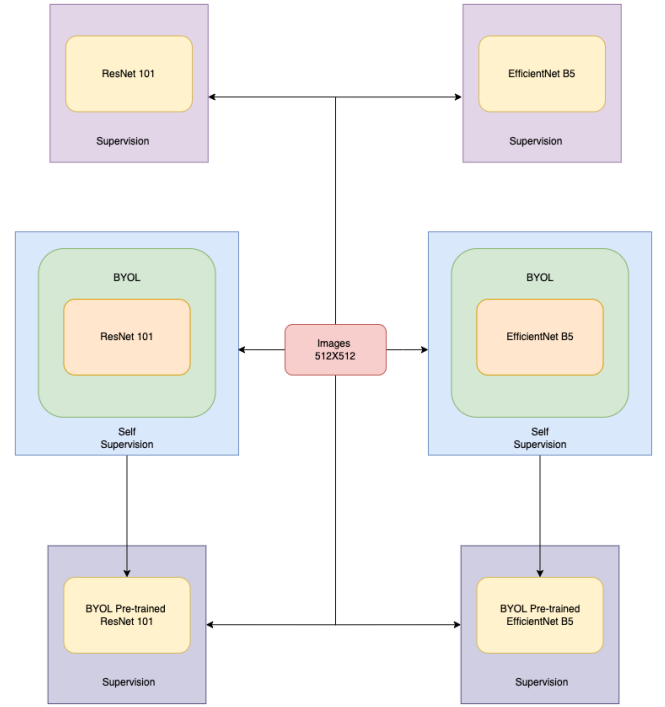 ResNet 101
Supervision
EfficientNet B5
Supervision
BYOL
ResNet 101
Self
Supervision
Images
512X512
BYOL
EfficientNet B5
Self
Supervision
BYOL Pre-trained
ResNet 101
Supervision
BYOL Pre-trained
EfficientNet B5
Supervision